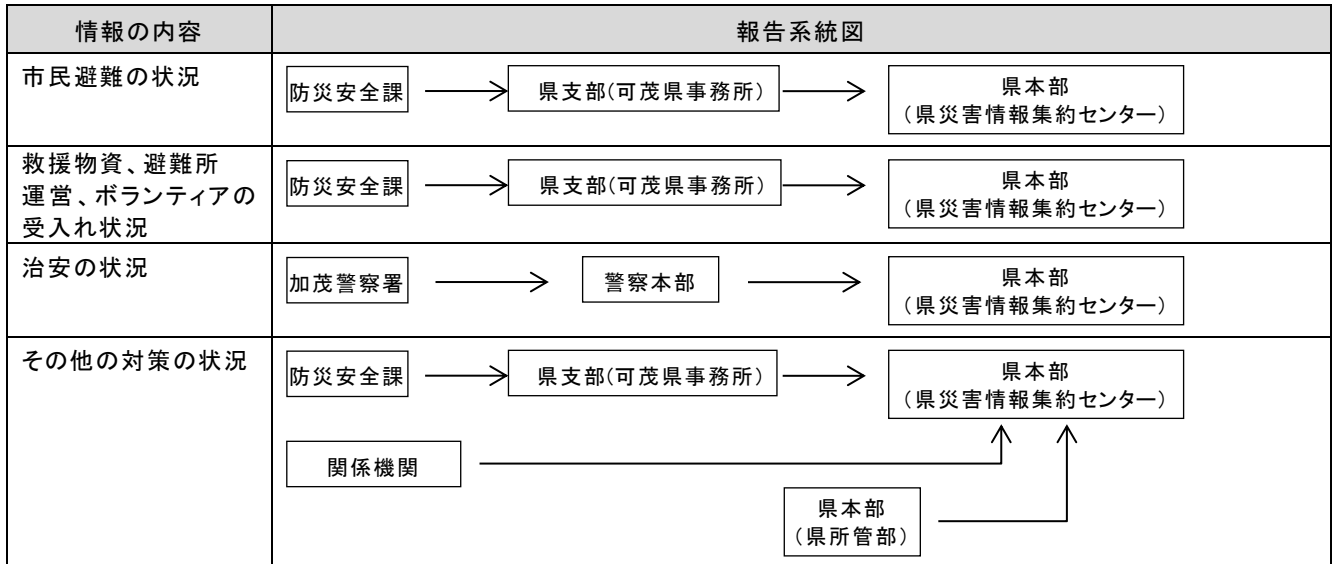 情報の内容
報告系統図
市民避難の状況
防災安全課
県支部(可茂県事務所)
県本部
(県災害情報集約センター)
救援物資、避難所
運営、ボランティアの
受入れ状況
防災安全課
県支部(可茂県事務所)
県本部
(県災害情報集約センター)
治安の状況
加茂警察署
警察本部
県本部
(県災害情報集約センター)
その他の対策の状況
防災安全課
県支部(可茂県事務所)
県本部
(県災害情報集約センター)
関係機関
県本部
(県所管部)